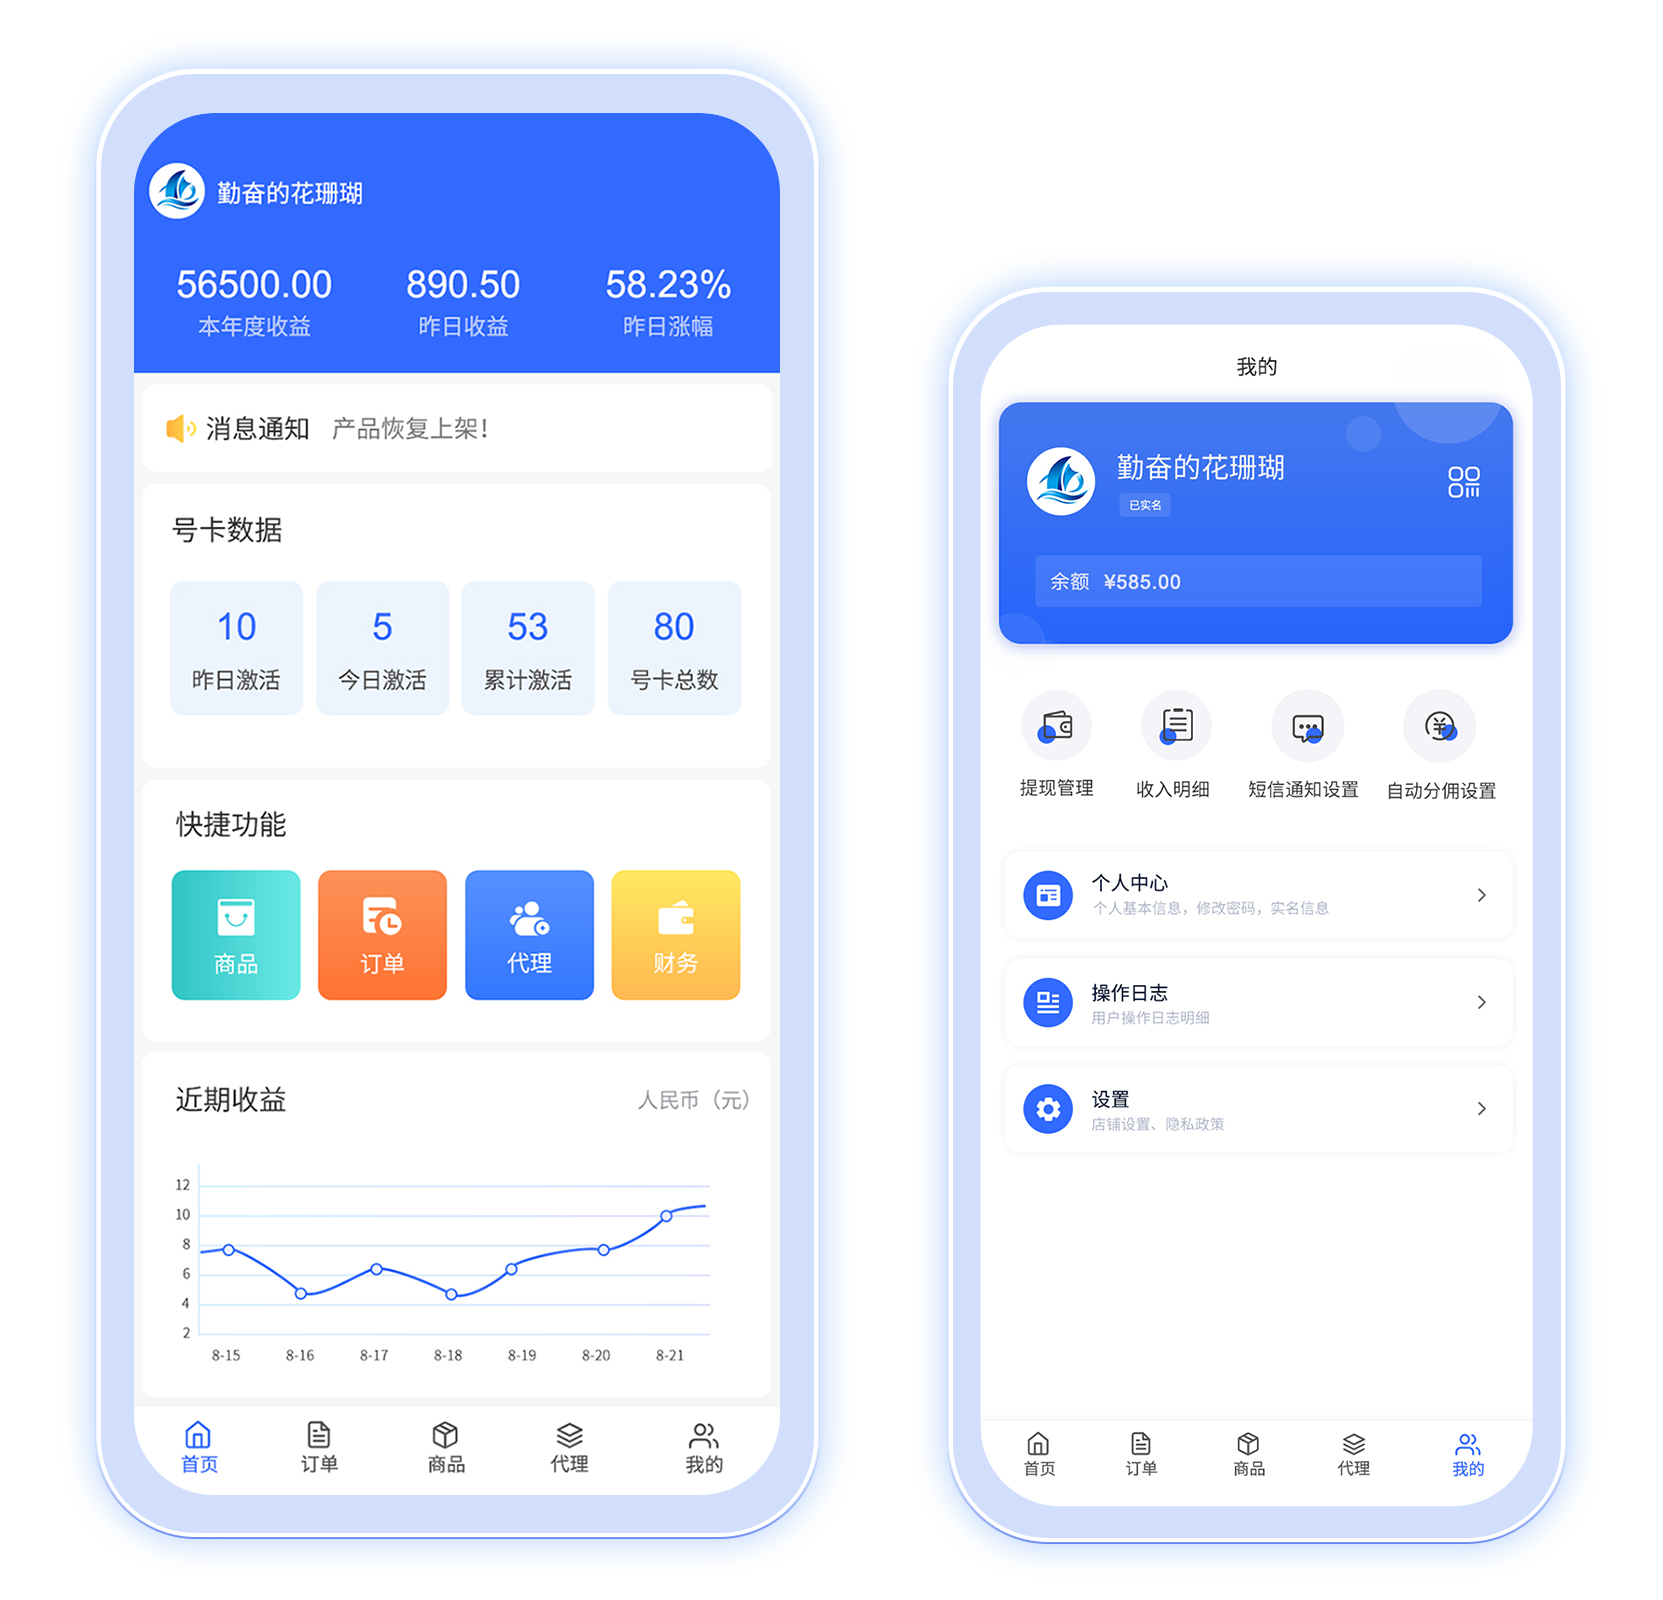 勤奋的花珊瑚
56500.00 890.50 58.23%
本年度收益 昨日收益 昨日涨幅
消息通知 产品恢复上架！
号卡数据
10 5 53 80
昨日激活 今日激活 累计激活 号卡总数
快捷功能
商品 订单 代理 财务
近期收益 人民币（元）
12
10
8
6
4
2
8-15 8-16 8-17 8-18 8-19 8-20 8-21
首页 订单 商品 代理 我的
我的
勤奋的花珊瑚
已实名
余额 ¥585.00
提现管理 收入明细 短信通知设置 自动分佣设置
个人中心
个人基本信息，修改密码，实名信息
操作日志
用户操作日志明细
设置
店铺设置、隐私政策
首页 订单 商品 代理 我的